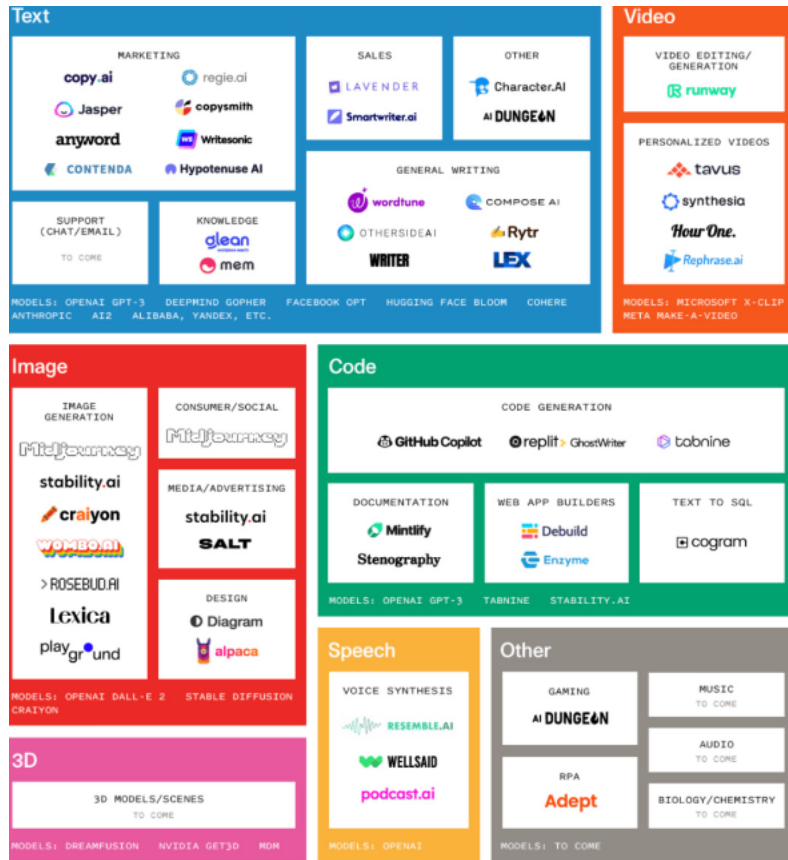 Text
MARKETING
copy.ai
regie.ai
Jasper
copysmith
anyword
WS Writesonic
CONTENDA
Hypotenuse AI
SALES
LAVENDER
Smartwriter.ai
OTHER
Character.AI
AI DUNGEON
SUPPORT
(CHAT/EMAIL)
TO COME
KNOWLEDGE
glean
mem
GENERAL WRITING
wordtune
COMPOSE AI
OTHERSIDEAI
Rytr
WRITER
LEX
MODELS: OPENAI GPT-3 DEEPMIND GOPHER FACEBOOK OPT HUGGING FACE BLOOM COHERE
ANTHROPIC AI2 ALIBABA, YANDEX, ETC.
Video
VIDEO EDITING/
GENERATION
runway
PERSONALIZED VIDEOS
tavus
synthesia
Hour One.
Rephrase.ai
MODELS: MICROSOFT X-CLIP
META MAKE-A-VIDEO
Image
IMAGE
GENERATION
Midjourney
stability.ai
craiyon
WOMBO.AI
>ROSEBUD.AI
Lexica
playground
CONSUMER/SOCIAL
Midjourney
MEDIA/ADVERTISING
stability.ai
SALT
DESIGN
Diagram
alpaca
MODELS: OPENAI DALL-E 2 STABLE DIFFUSION
CRAIYON
Code
CODE GENERATION
GitHub Copilot
replit> GhostWriter
tabnine
DOCUMENTATION
Mintlify
Stenography
WEB APP BUILDERS
Debuild
Enzyme
TEXT TO SQL
cogram
MODELS: OPENAI GPT-3 TABNINE STABILITY.AI
Speech
VOICE SYNTHESIS
RESEMBLE.AI
WELLSAID
podcast.ai
MODELS: OPENAI
Other
GAMING
AI DUNGEON
RPA
Adept
MUSIC
TO COME
AUDIO
TO COME
BIOLOGY/CHEMISTRY
TO COME
MODELS: TO COME
3D
3D MODELS/SCENES
TO COME
MODELS: DREAMFUSION NVIDIA GET3D MDM